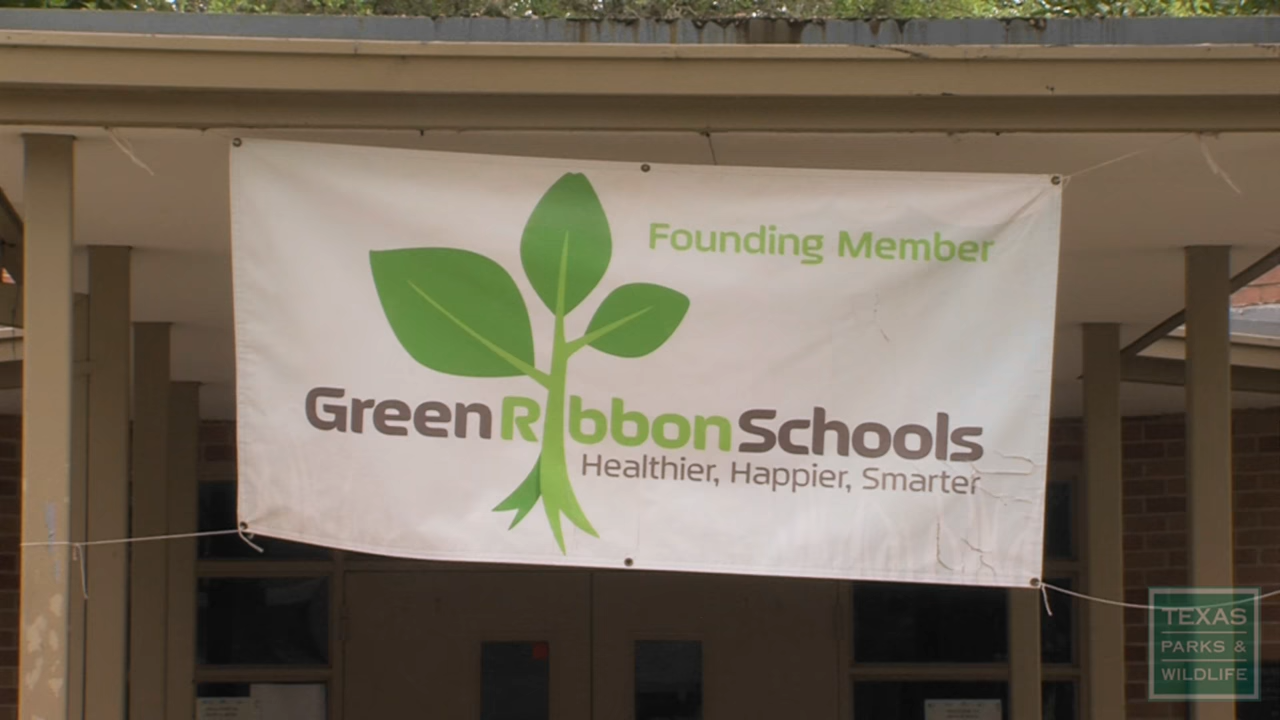 Founding Member
GreenRibbonSchools
Healthier, Happier, Smarter
TEXAS
PARKS &
WILDLIFE